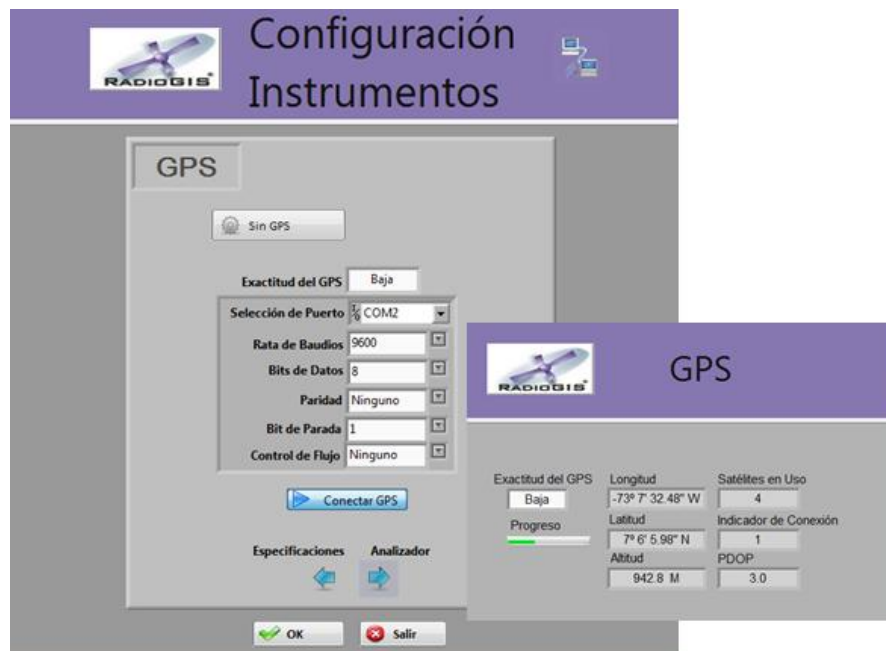 RADIOGIS
Configuración
Instrumentos
GPS
Sin GPS
Exactitud del GPS Baja
Selección de Puerto COM2
Rata de Baudios 9600
Bits de Datos 8
Paridad Ninguno
Bit de Parada 1
Control de Flujo Ninguno
Conectar GPS
Especificaciones Analizador
OK Salir
RADIOGIS
GPS
Exactitud del GPS Longitud Satélites en Uso
Baja -73º 7' 32.48" W 4
Progreso Latitud Indicador de Conexión
7º 6' 5.98" N 1
Altitud PDOP
942.8 M 3.0